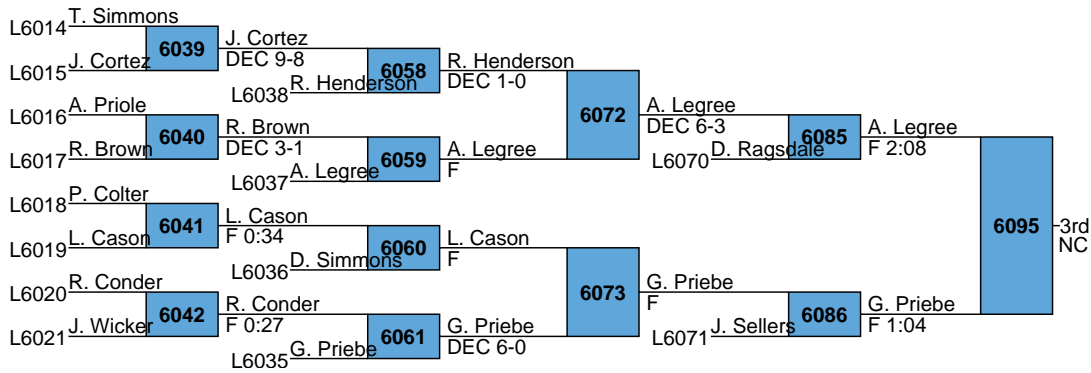 L6014 T. Simmons
6039
L6015 J. Cortez
J. Cortez
DEC 9-8
6058
L6038 R. Henderson
R. Henderson
DEC 1-0
L6016 A. Priole
6040
L6017 R. Brown
R. Brown
DEC 3-1
6059
L6037 A. Legree
A. Legree
F
6072
A. Legree
DEC 6-3
6085
L6070 D. Ragsdale
A. Legree
F 2:08
L6018 P. Colter
6041
L6019 L. Cason
L. Cason
F 0:34
6060
L6036 D. Simmons
L. Cason
F
L6020 R. Conder
6042
L6021 J. Wicker
R. Conder
F 0:27
6061
L6035 G. Priebe
G. Priebe
DEC 6-0
6073
G. Priebe
F
6086
L6071 J. Sellers
G. Priebe
F 1:04
6095
3rd
NC